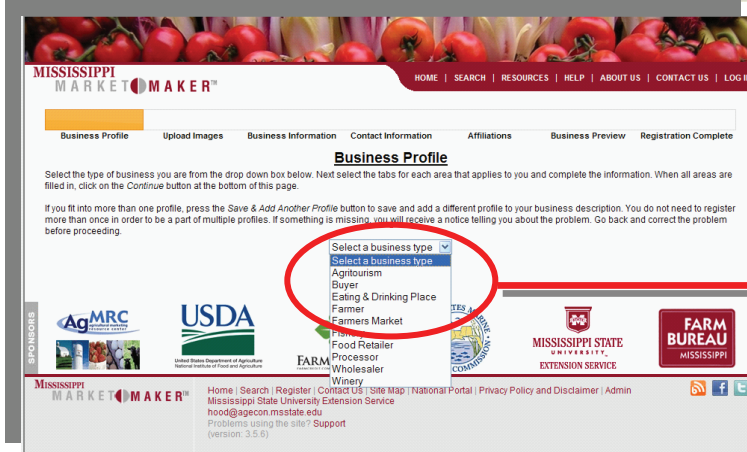 MISSISSIPPI
MARKET MAKER™
HOME | SEARCH | RESOURCES | HELP | ABOUT US | CONTACT US | LOG
Business Profile Upload Images Business Information Contact Information Affiliations Business Preview Registration Complete
Business Profile
Select the type of business you are from the drop down box below. Next select the tabs for each area that applies to you and complete the information. When all areas are
filled in, click on the Continue button at the bottom of this page.
If you fit into more than one profile, press the Save & Add Another Profile button to save and add a different profile to your business description. You do not need to register
more than once in order to be a part of multiple profiles. If something is missing, you will receive a notice telling you about the problem. Go back and correct the problem
before proceeding.
Select a business type
Select a business type
Agritourism
Buyer
Eating & Drinking Place
Farmer
Farmers Market
Food Retailer
Processor
Wholesaler
Winery
SPONSORS
AgMRC
agricultural marketing
resource center
USDA
United States Department of Agriculture
National Institute of Food and Agriculture
FARM
MISSISSIPPI STATE
UNIVERSITY™
EXTENSION SERVICE
FARM
BUREAU
MISSISSIPPI
MISSISSIPPI
MARKET MAKER™
Home | Search | Register | Contact Us | Site Map | National Portal | Privacy Policy and Disclaimer | Admin
Mississippi State University Extension Service
hood@agecon.msstate.edu
Problems using the site? Support
(version: 3.5.6)